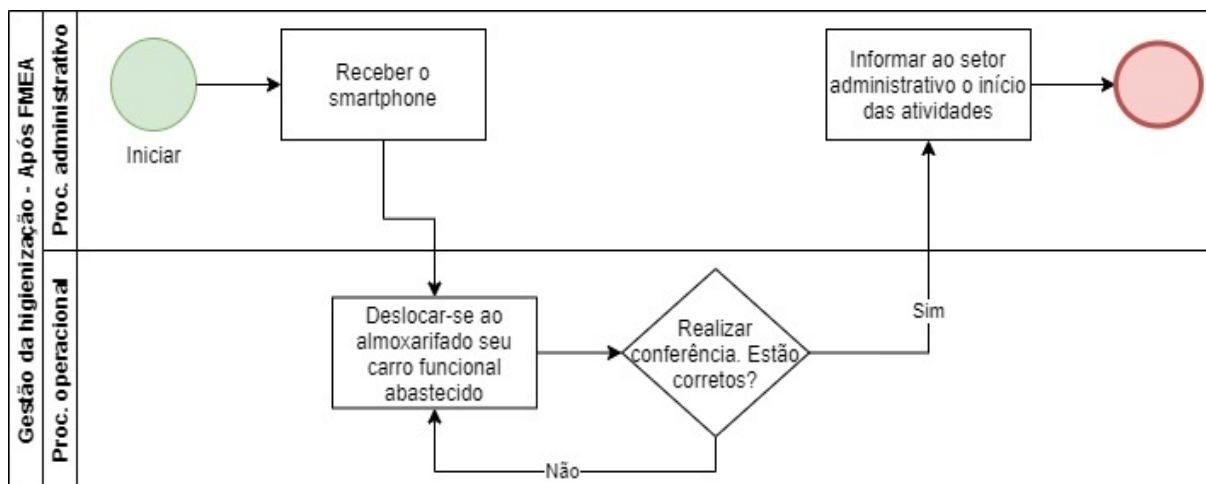 Gestão da higienização - Após FMEA
Proc. administrativo
Iniciar
Receber o
smartphone
Informar ao setor
administrativo o início
das atividades
Proc. operacional
Deslocar-se ao
almoxarifado seu
carro funcional
abastecido
Realizar
conferência. Estão
corretos?
Sim
Não